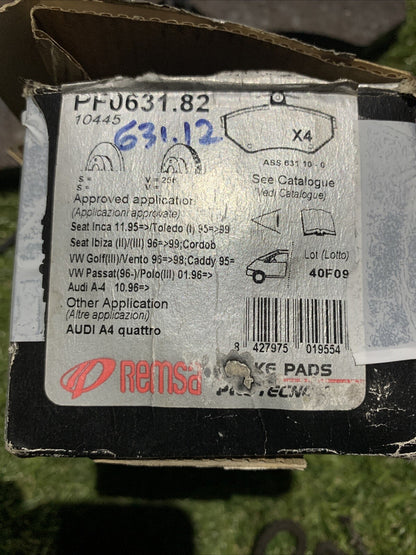 PF0631.82
10445
631.12
X4
ABS 631 10 - 0
S =
S =
V =
V =
See Catalogue
(Vedi Catalogue)
Approved application
(Applicazioni approvate)
Seat Inca 11.95=>/Toledo (I) 95=>99
Seat Ibiza (II)/(III) 96=>99; Cordob
VW Golf(III)/Vento 96=>98; Caddy 95=
VW Passat(96-)/Polo(III) 01.96=>
Audi A-4 10.96=>
Lot (Lotto)
40F09
Other Application
(Altre applicazioni)
AUDI A4 quattro
8 427975 019554
Remsa
PADS